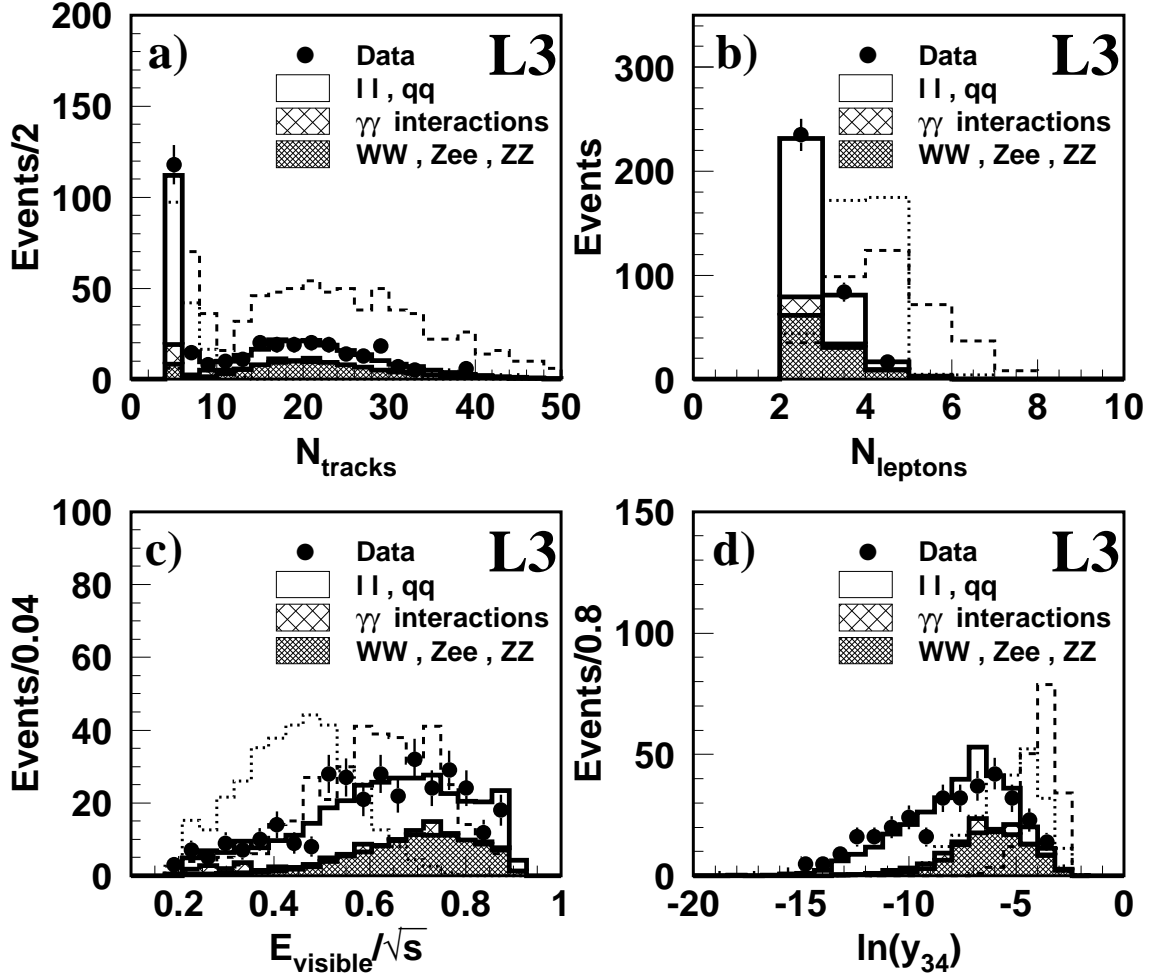 a)
L3
Data
l l , qq
γγ interactions
WW , Zee , ZZ
Events/2
200
150
100
50
0
0 10 20 30 40 50
N_tracks
b)
L3
Data
l l , qq
γγ interactions
WW , Zee , ZZ
Events
300
200
100
0
0 2 4 6 8 10
N_leptons
c)
L3
Data
l l , qq
γγ interactions
WW , Zee , ZZ
Events/0.04
100
80
60
40
20
0
0.2 0.4 0.6 0.8 1
E_visible/√s
d)
L3
Data
l l , qq
γγ interactions
WW , Zee , ZZ
Events/0.8
150
100
50
0
-20 -15 -10 -5 0
ln(y_34)